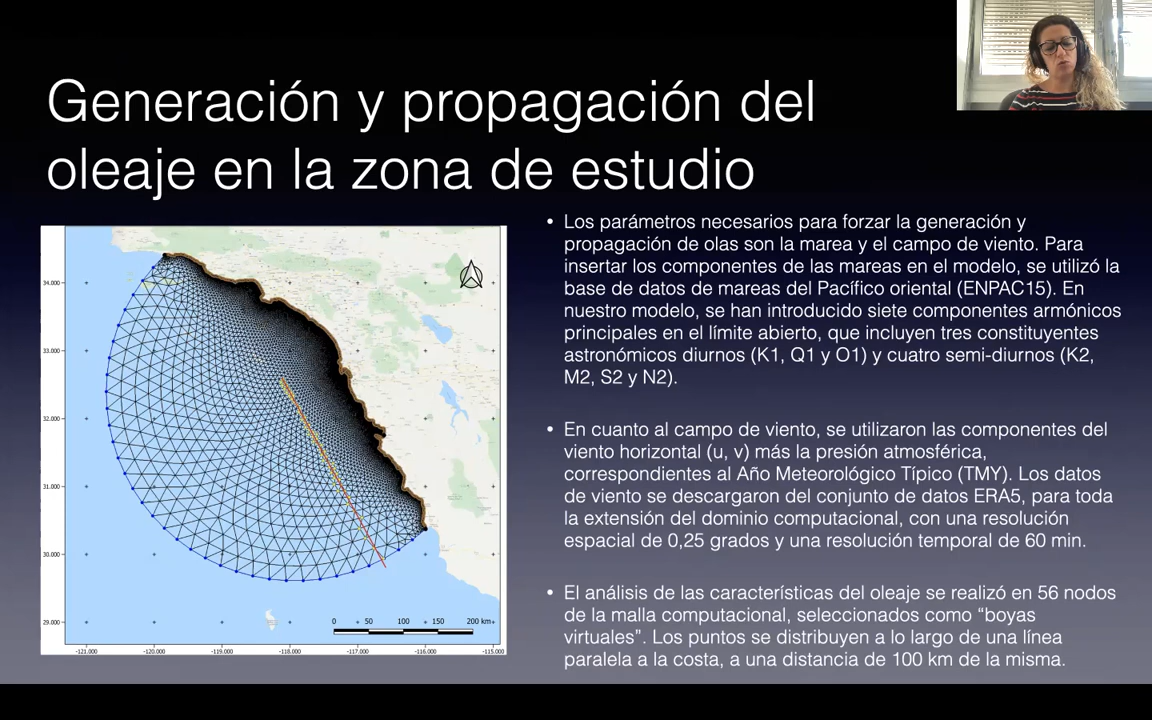 Generación y propagación del
oleaje en la zona de estudio
• Los parámetros necesarios para forzar la generación y
propagación de olas son la marea y el campo de viento. Para
insertar los componentes de las mareas en el modelo, se utilizó la
base de datos de mareas del Pacífico oriental (ENPAC15). En
nuestro modelo, se han introducido siete componentes armónicos
principales en el límite abierto, que incluyen tres constituyentes
astronómicos diurnos (K1, Q1 y O1) y cuatro semi-diurnos (K2,
M2, S2 y N2).
• En cuanto al campo de viento, se utilizaron las componentes del
viento horizontal (u, v) más la presión atmosférica,
correspondientes al Año Meteorológico Típico (TMY). Los datos
de viento se descargaron del conjunto de datos ERA5, para toda
la extensión del dominio computacional, con una resolución
espacial de 0,25 grados y una resolución temporal de 60 min.
• El análisis de las características del oleaje se realizó en 56 nodos
de la malla computacional, seleccionados como “boyas
virtuales”. Los puntos se distribuyen a lo largo de una línea
paralela a la costa, a una distancia de 100 km de la misma.
34.000
33.000
32.000
31.000
30.000
29.000
0 50 100 150 200 km
-121.000 -120.000 -119.000 -118.000 -117.000 -116.000 -115.000